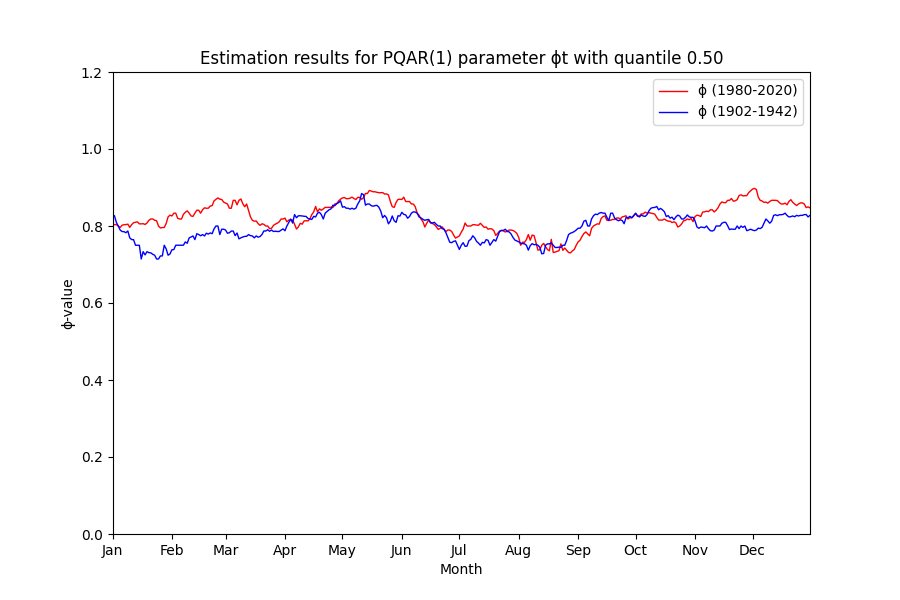 Estimation results for PQAR(1) parameter ϕt with quantile 0.50
1.2
1.0
0.8
0.6
0.4
0.2
0.0
ϕ-value
ϕ (1980-2020)
ϕ (1902-1942)
Jan Feb Mar Apr May Jun Jul Aug Sep Oct Nov Dec
Month